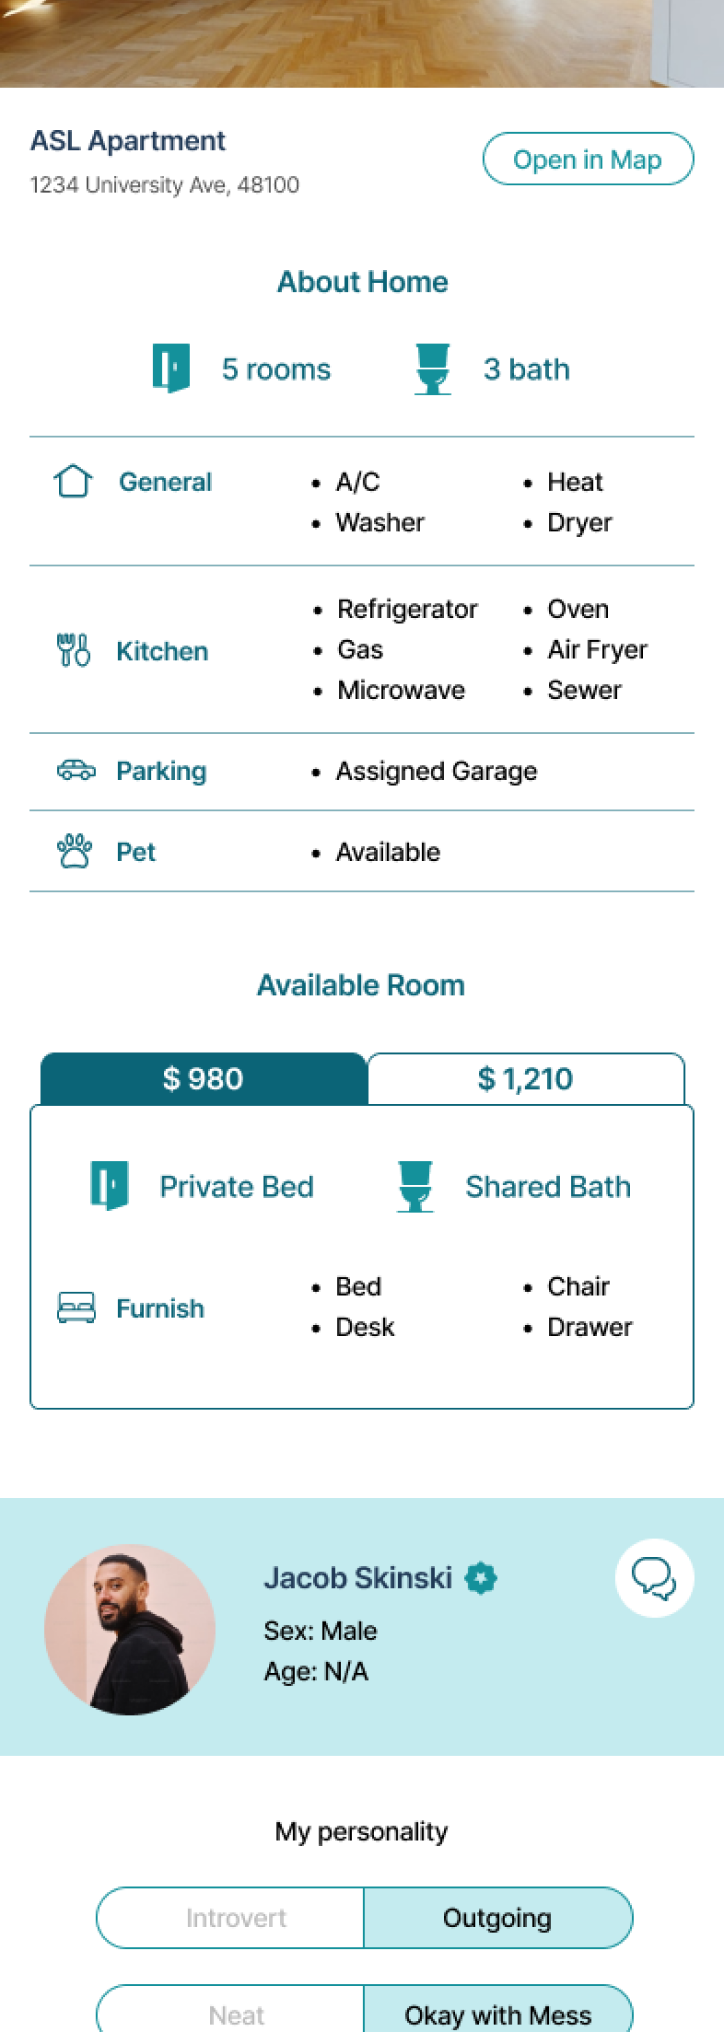 ASL Apartment
Open in Map
1234 University Ave, 48100
About Home
5 rooms
3 bath
General
• A/C
• Heat
• Washer
• Dryer
Kitchen
• Refrigerator
• Oven
• Gas
• Air Fryer
• Microwave
• Sewer
Parking
• Assigned Garage
Pet
• Available
Available Room
$ 980
$ 1,210
Private Bed
Shared Bath
Furnish
• Bed
• Chair
• Desk
• Drawer
Jacob Skinski
Sex: Male
Age: N/A
My personality
Introvert
Outgoing
Neat
Okay with Mess